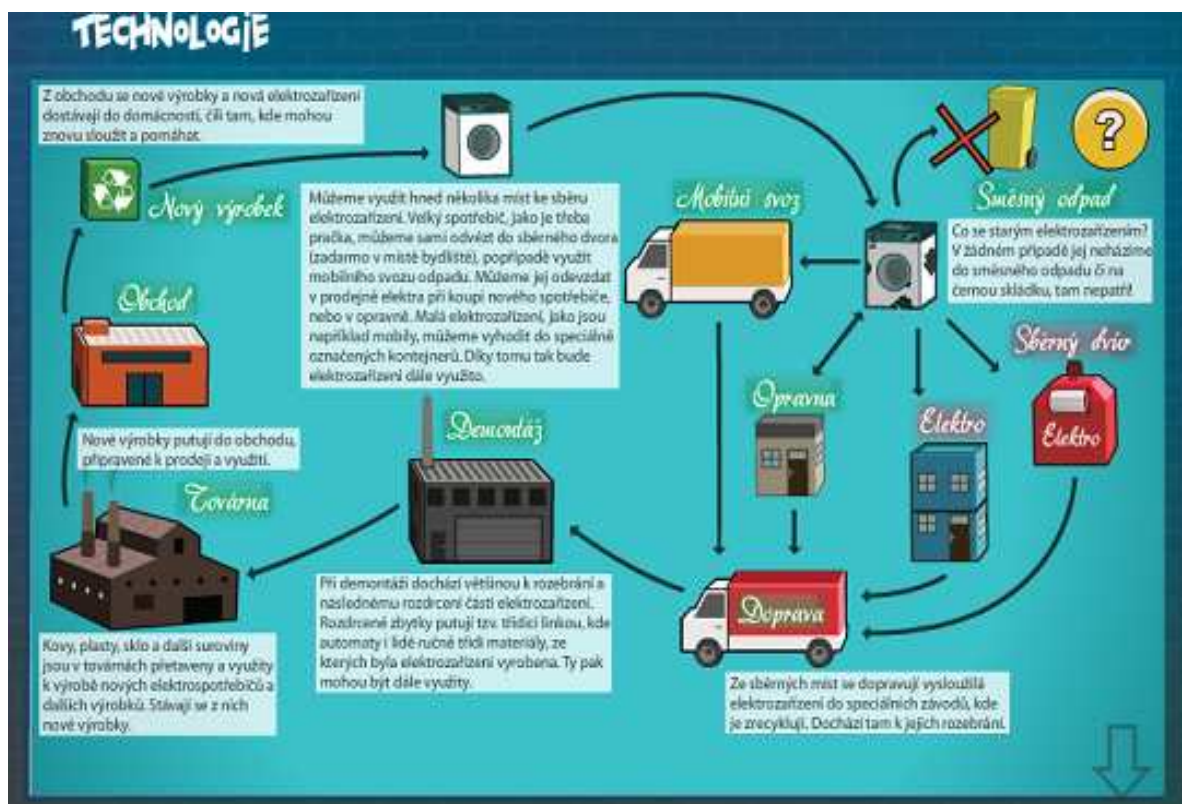 TECHNOLOGIE
Z obchodu se nové výrobky a nová elektrozařízení
dostávají do domácností, čili tam, kde mohou
znovu sloužit a pomáhat.
Nový výrobek
?
Směsný odpad
Co se starým elektrozařízením?
V žádném případě jej neházíme
do směsného odpadu či na
černou skládku, tam nepatří!
Můžeme využít hned několika míst ke sběru
elektrozařízení. Velký spotřebič, jako je třeba
pračka, můžeme sami odvézt do sběrného dvora
(zadarmo v místě bydliště), popřípadě využít
mobilního svozu odpadu. Můžeme jej odevzdat
v prodejně elektra při koupi nového spotřebiče,
nebo v opravně. Malá elektrozařízení, jako jsou
například mobily, můžeme vyhodit do speciálně
označených kontejnerů. Díky tomu tak bude
elektrozařízení dále využito.
Mobilní svoz
Obchod
Sběrný dvůr
Opravna
Elektro
Elektro
Nové výrobky putují do obchodu,
připravené k prodeji a využití.
Demontáž
Továrna
Při demontáži dochází většinou k rozebrání a
následnému rozdrcení částí elektrozařízení.
Rozdrcené zbytky putují tzv. třídicí linkou, kde
automaty i lidé ručně třídí materiály, ze
kterých byla elektrozařízení vyrobena. Ty pak
mohou být dále využity.
Doprava
Kovy, plasty, sklo a další suroviny
jsou v továrnách přetaveny a využity
k výrobě nových elektrospotřebičů a
dalších výrobků. Stávají se z nich
nové výrobky.
Ze sběrných míst se dopravují vysloužilá
elektrozařízení do speciálních závodů, kde
je zrecyklují. Dochází tam k jejich rozebrání.